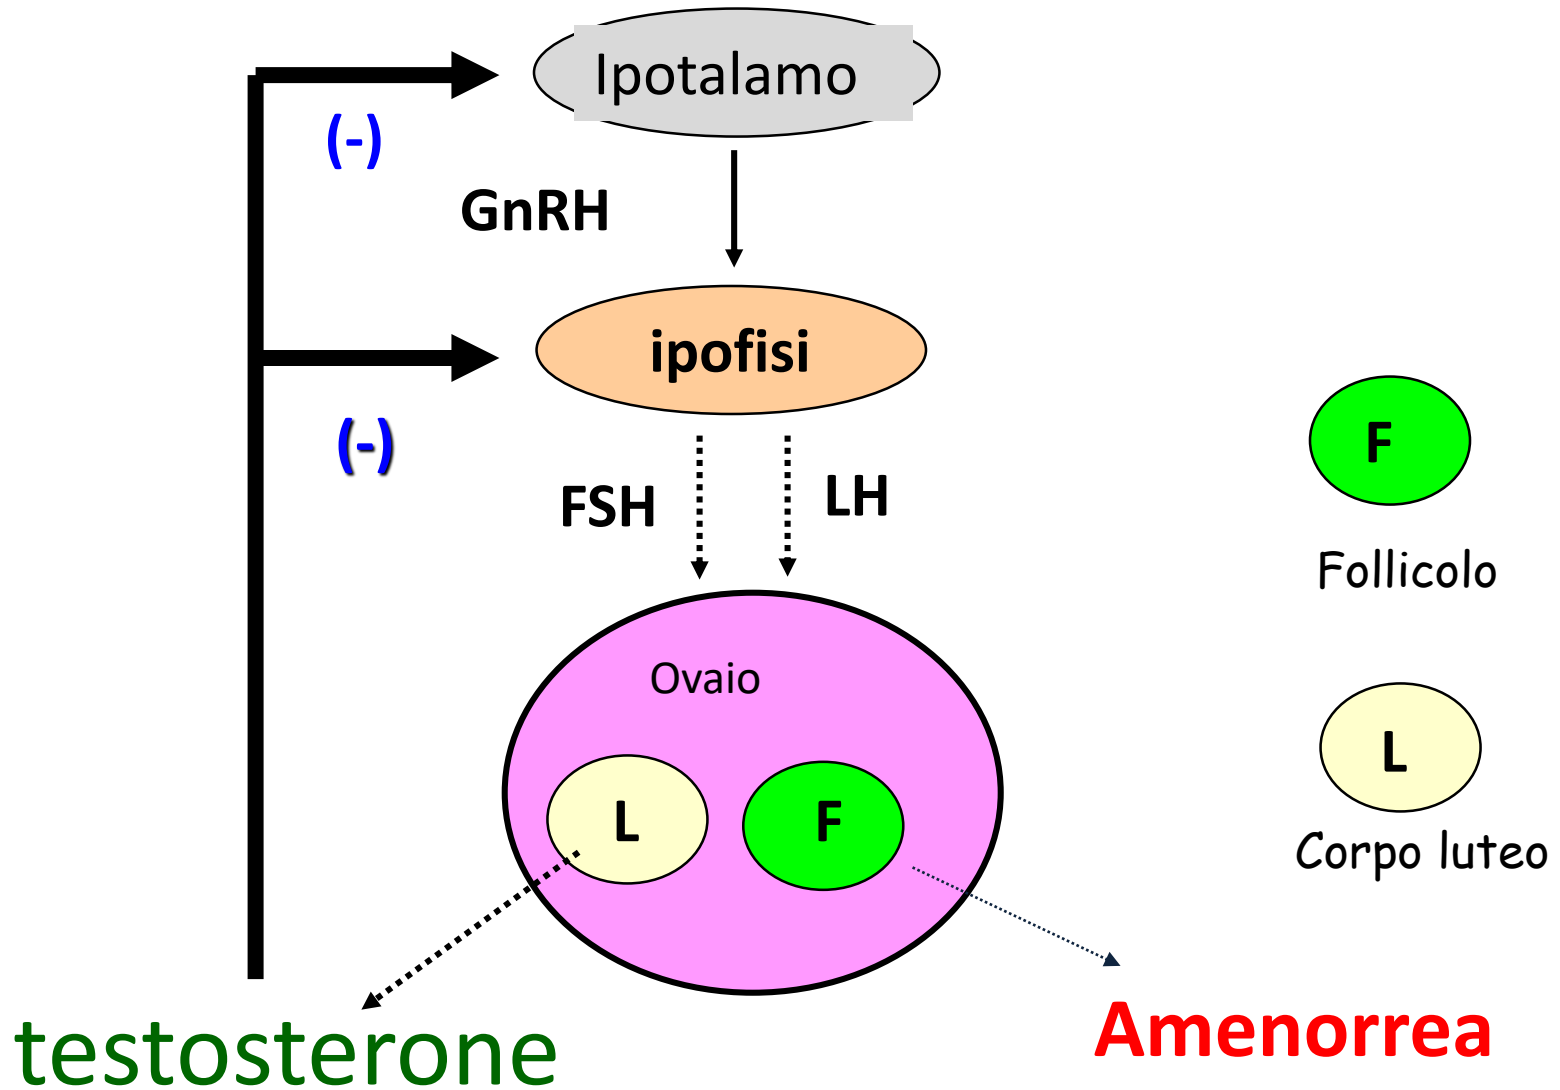 Ipotalamo
(-)
GnRH
ipofisi
(-)
FSH
LH
F
Follicolo
Ovaio
L
F
L
Corpo luteo
testosterone
Amenorrea